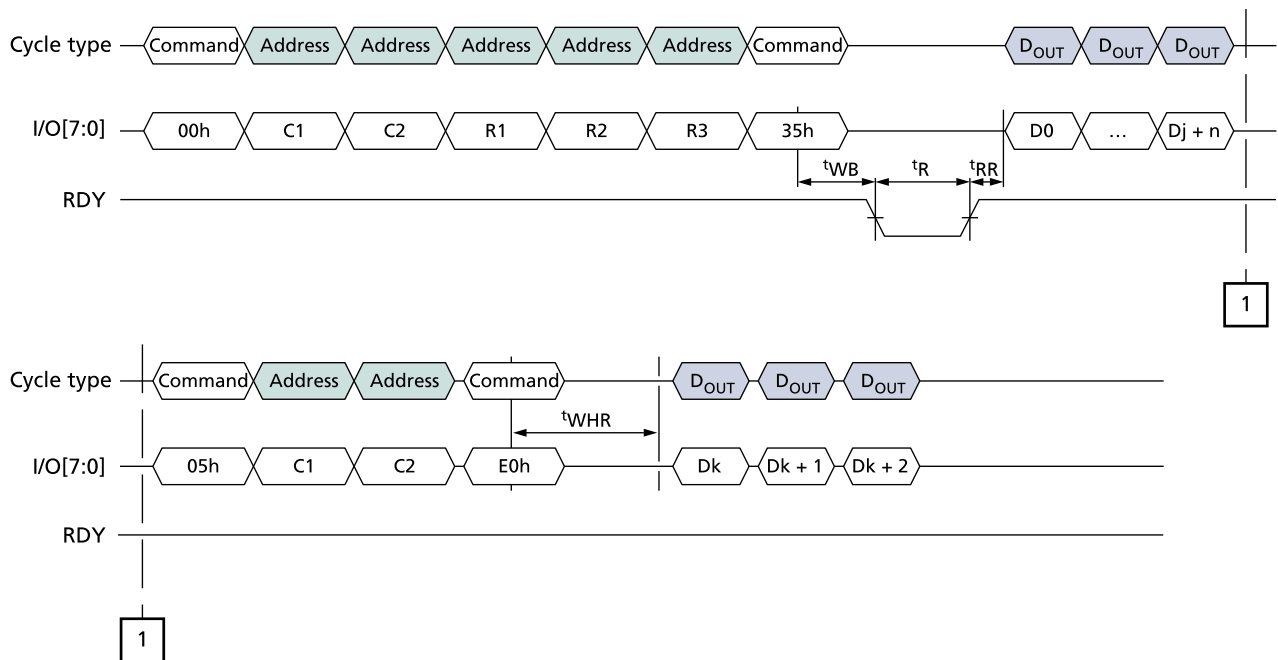 Cycle type Command Address Address Address Address Address Command DOUT DOUT DOUT
I/O[7:0] 00h C1 C2 R1 R2 R3 35h D0 … Dj + n
tWB tR tRR
RDY
1
Cycle type Command Address Address Command DOUT DOUT DOUT
tWHR
I/O[7:0] 05h C1 C2 E0h Dk Dk + 1 Dk + 2
RDY
1